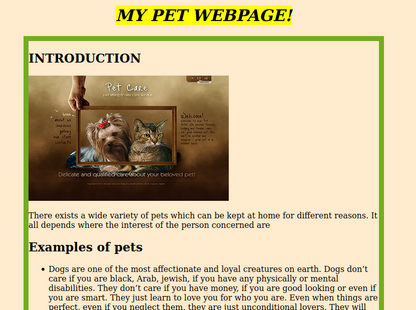 MY PET WEBPAGE!
INTRODUCTION
Pet Care
Welcome!
Delicate and qualified care about your beloved pet!
There exists a wide variety of pets which can be kept at home for different reasons. It
all depends where the interest of the person concerned are
Examples of pets
• Dogs are one of the most affectionate and loyal creatures on earth. Dogs don’t
care if you are black, Arab, jewish, if you have any physically or mental
disabilities. They don’t care if you have money, if you are good looking or even if
you are smart. They just learn to love you for who you are. Even when things are
perfect, even if you neglect them, they are just unconditional lovers. They will